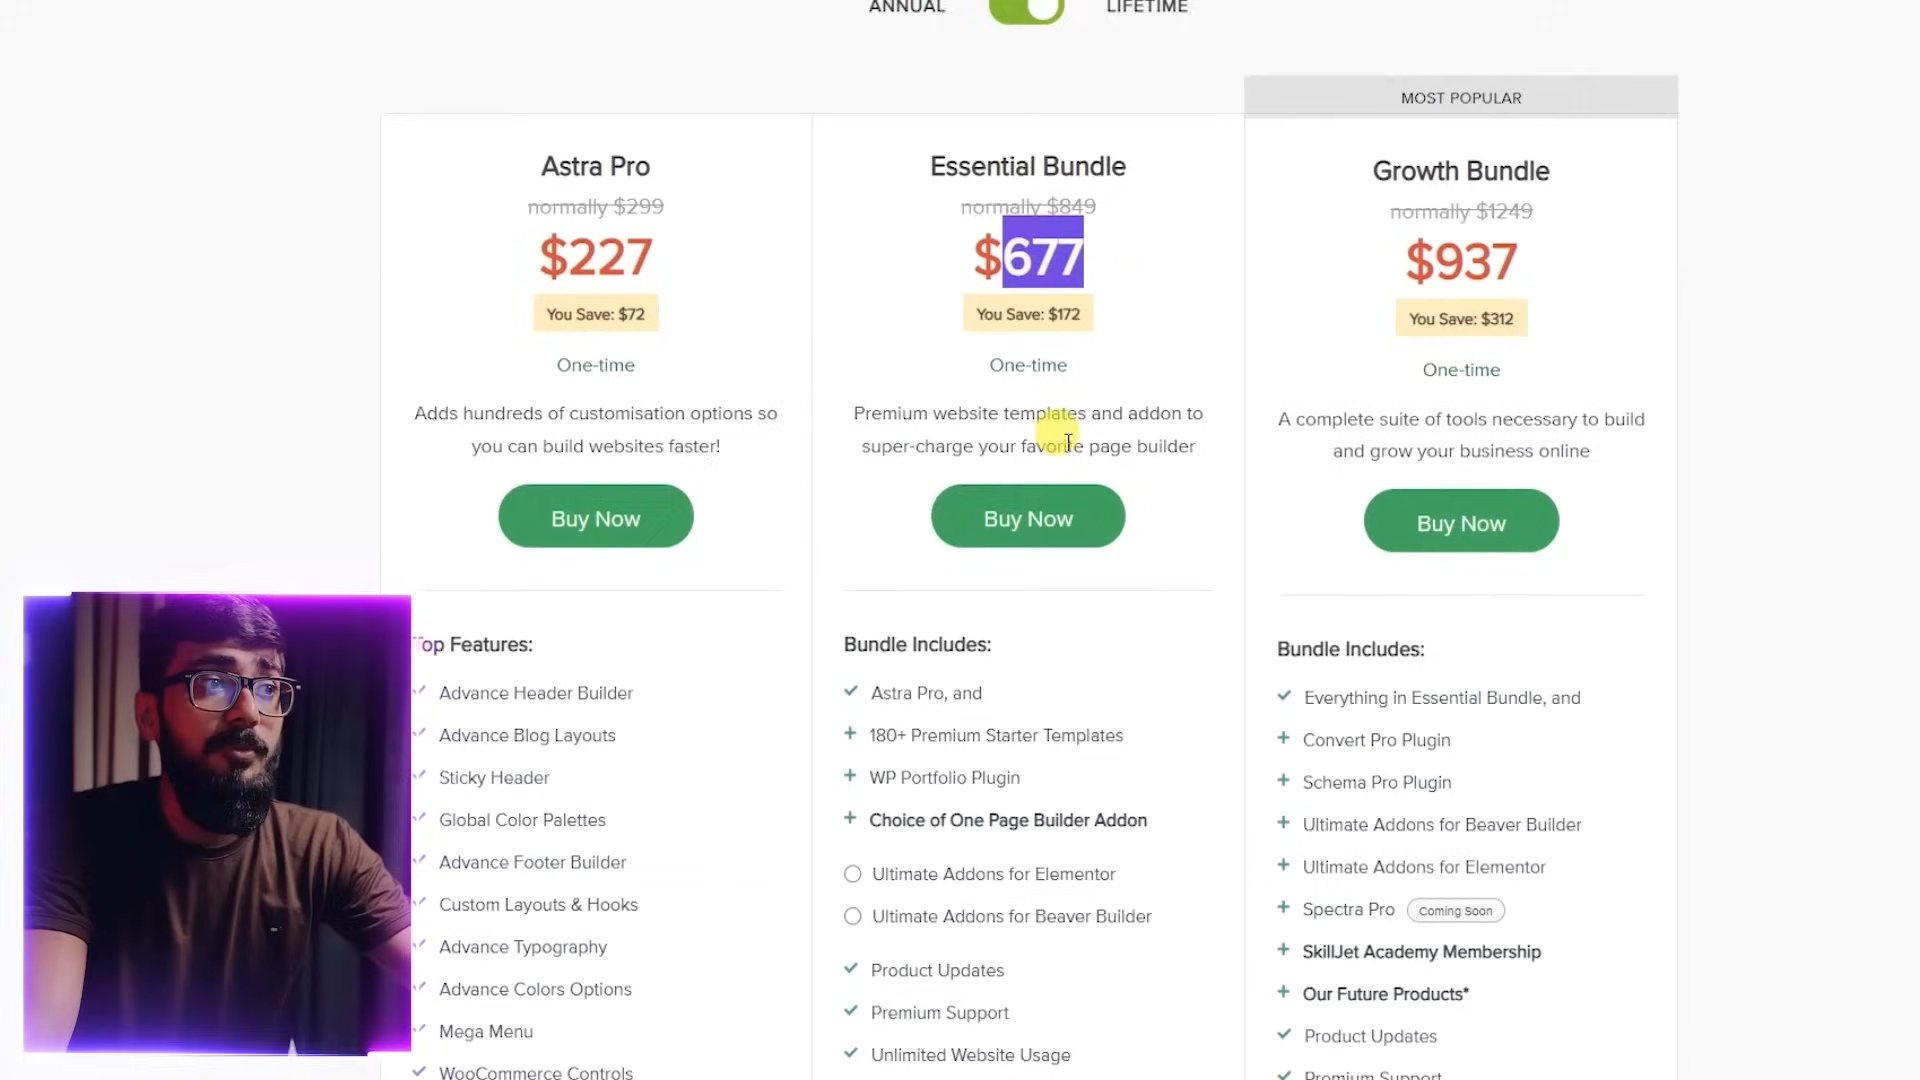 ANNUAL LIFETIME
MOST POPULAR
Astra Pro
normally $299
$227
You Save: $72
One-time
Adds hundreds of customisation options so
you can build websites faster!
Buy Now
Top Features:
Advance Header Builder
Advance Blog Layouts
Sticky Header
Global Color Palettes
Advance Footer Builder
Custom Layouts & Hooks
Advance Typography
Advance Colors Options
Mega Menu
WooCommerce Controls
Essential Bundle
normally $849
$677
You Save: $172
One-time
Premium website templates and addon to
super-charge your favorite page builder
Buy Now
Bundle Includes:
Astra Pro, and
180+ Premium Starter Templates
WP Portfolio Plugin
Choice of One Page Builder Addon
Ultimate Addons for Elementor
Ultimate Addons for Beaver Builder
Product Updates
Premium Support
Unlimited Website Usage
Growth Bundle
normally $1249
$937
You Save: $312
One-time
A complete suite of tools necessary to build
and grow your business online
Buy Now
Bundle Includes:
Everything in Essential Bundle, and
Convert Pro Plugin
Schema Pro Plugin
Ultimate Addons for Beaver Builder
Ultimate Addons for Elementor
Spectra Pro Coming Soon
SkillJet Academy Membership
Our Future Products*
Product Updates
Premium Support